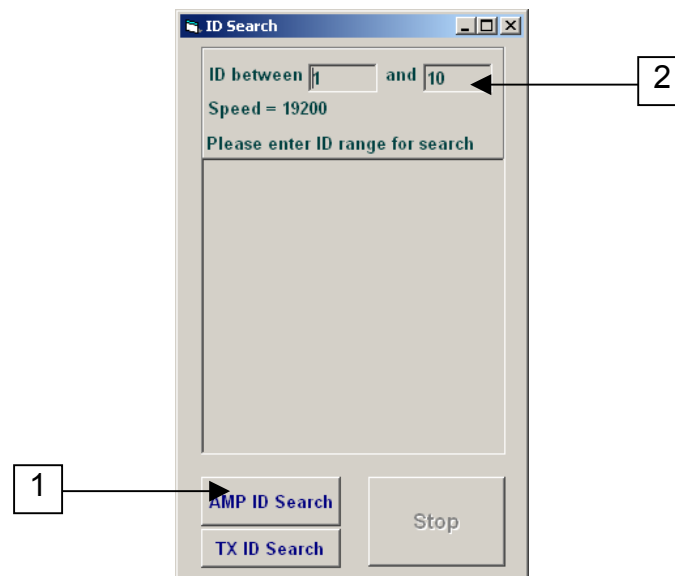 ID Search
ID between 1 and 10
2
Speed = 19200
Please enter ID range for search
1
AMP ID Search
Stop
TX ID Search